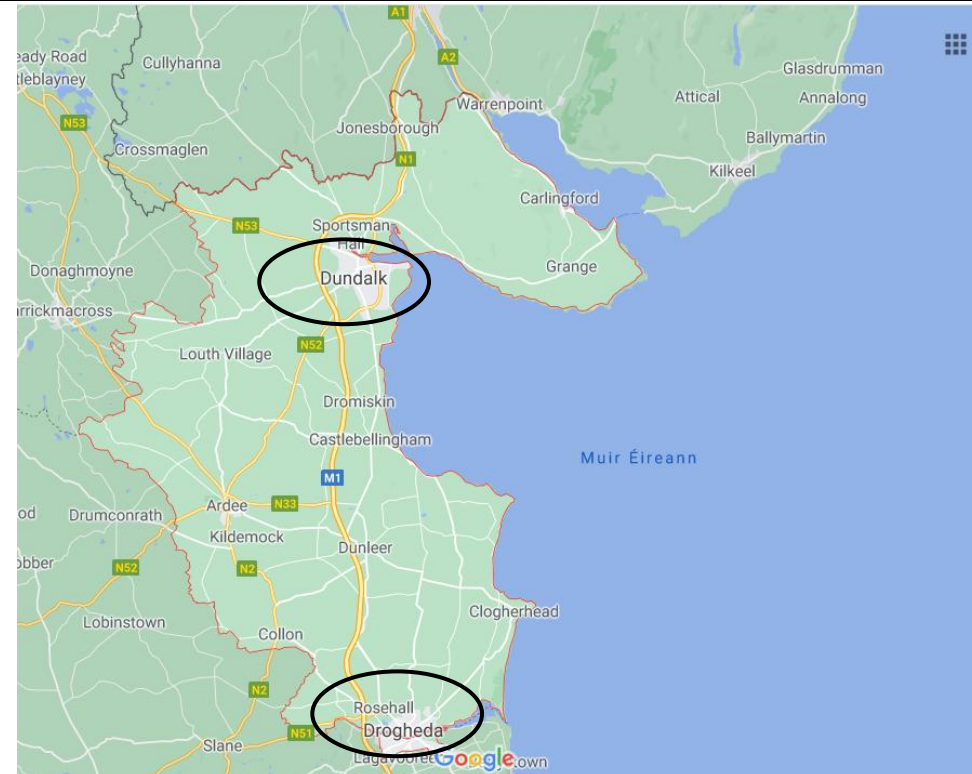 A1
A2
eady Road
tleblayney
Cullyhanna
Glasdrumman
Attical
Annalong
Warrenpoint
N53
Jonesborough
Ballymartin
Crossmaglen
N1
Kilkeel
Carlingford
N53
Sportsman
Hall
Donaghmoyne
Dundalk
Grange
rrickmacross
N52
Louth Village
Dromiskin
Castlebellingham
Muir Éireann
M1
Ardee
N33
od
Drumconrath
Kildemock
Dunleer
bber
N52
N2
Clogherhead
Lobinstown
Collon
N2
Rosehall
N51
Drogheda
Slane
Google
town